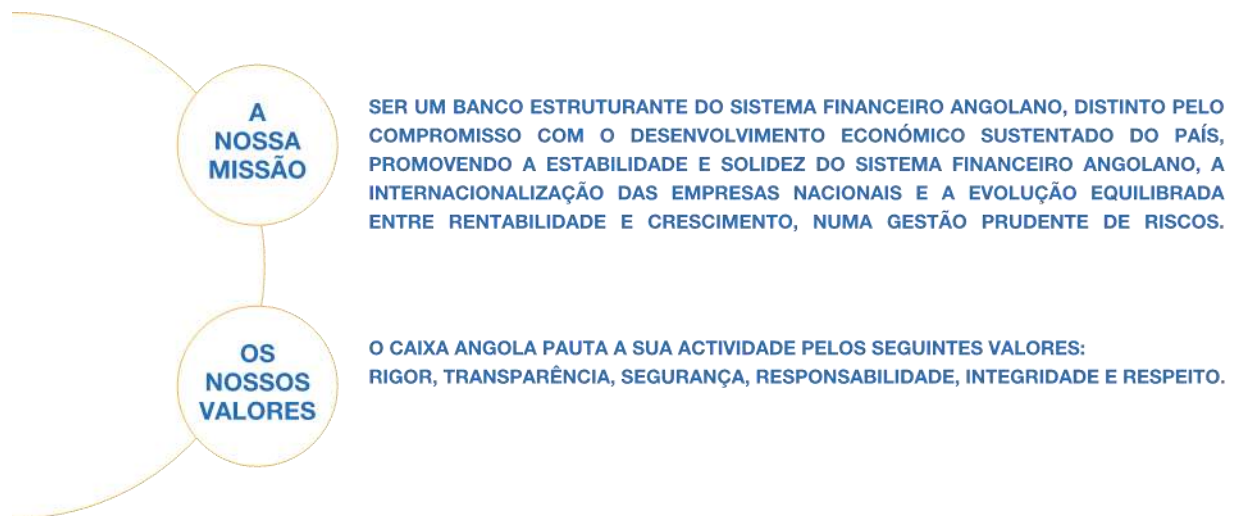 A
NOSSA
MISSÃO
SER UM BANCO ESTRUTURANTE DO SISTEMA FINANCEIRO ANGOLANO, DISTINTO PELO
COMPROMISSO COM O DESENVOLVIMENTO ECONÓMICO SUSTENTADO DO PAÍS,
PROMOVENDO A ESTABILIDADE E SOLIDEZ DO SISTEMA FINANCEIRO ANGOLANO, A
INTERNACIONALIZAÇÃO DAS EMPRESAS NACIONAIS E A EVOLUÇÃO EQUILIBRADA
ENTRE RENTABILIDADE E CRESCIMENTO, NUMA GESTÃO PRUDENTE DE RISCOS.
OS
NOSSOS
VALORES
O CAIXA ANGOLA PAUTA A SUA ACTIVIDADE PELOS SEGUINTES VALORES:
RIGOR, TRANSPARÊNCIA, SEGURANÇA, RESPONSABILIDADE, INTEGRIDADE E RESPEITO.